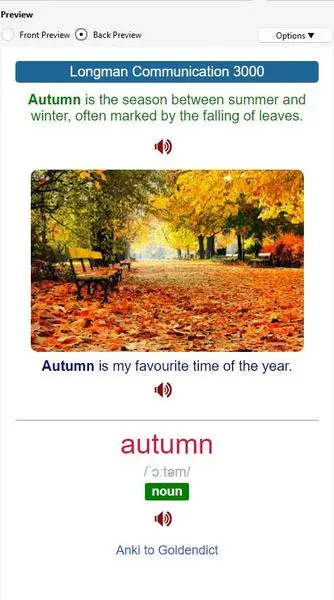 Preview
Front Preview Back Preview Options ▼
Longman Communication 3000
Autumn is the season between summer and
winter, often marked by the falling of leaves.
Autumn is my favourite time of the year.
autumn
/ˈɔːtəm/
noun
Anki to Goldendict